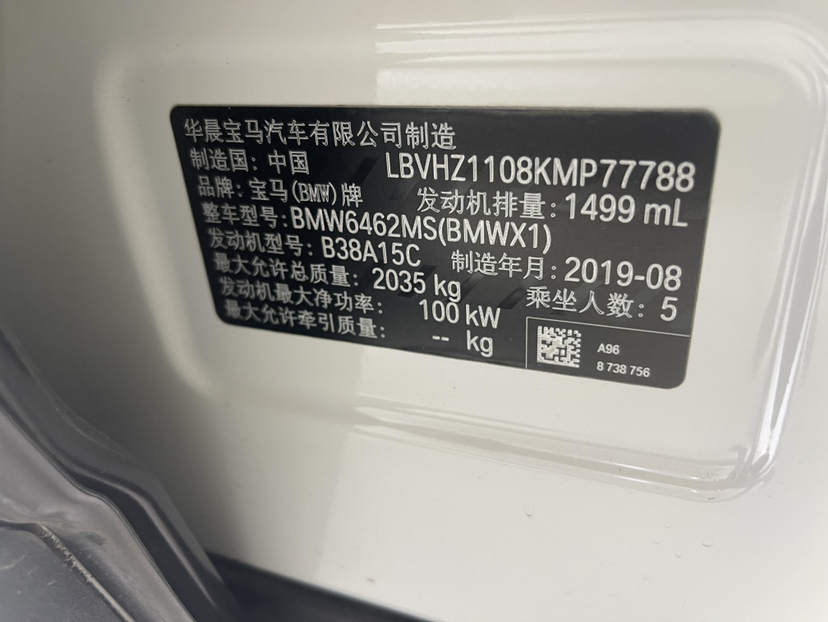 华晨宝马汽车有限公司制造
制造国: 中国 LBVHZ1108KMP77788
品牌: 宝马(BMW)牌 发动机排量: 1499 mL
整车型号: BMW6462MS(BMWX1)
发动机型号: B38A15C 制造年月: 2019-08
最大允许总质量: 2035 kg 乘坐人数: 5
发动机最大净功率: 100 kW
最大允许牵引质量: -- kg
A96
8 738 756